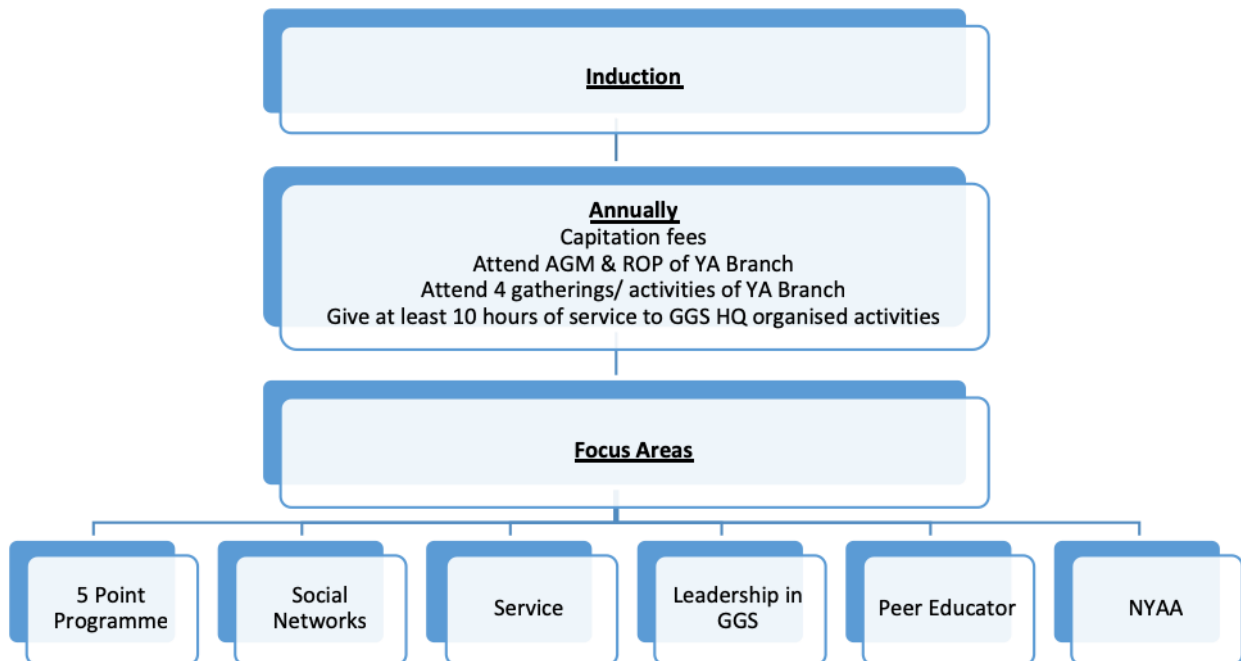 Induction
Annually
Capitation fees
Attend AGM & ROP of YA Branch
Attend 4 gatherings/ activities of YA Branch
Give at least 10 hours of service to GGS HQ organised activities
Focus Areas
5 Point
Programme
Social
Networks
Service
Leadership in
GGS
Peer Educator
NYAA